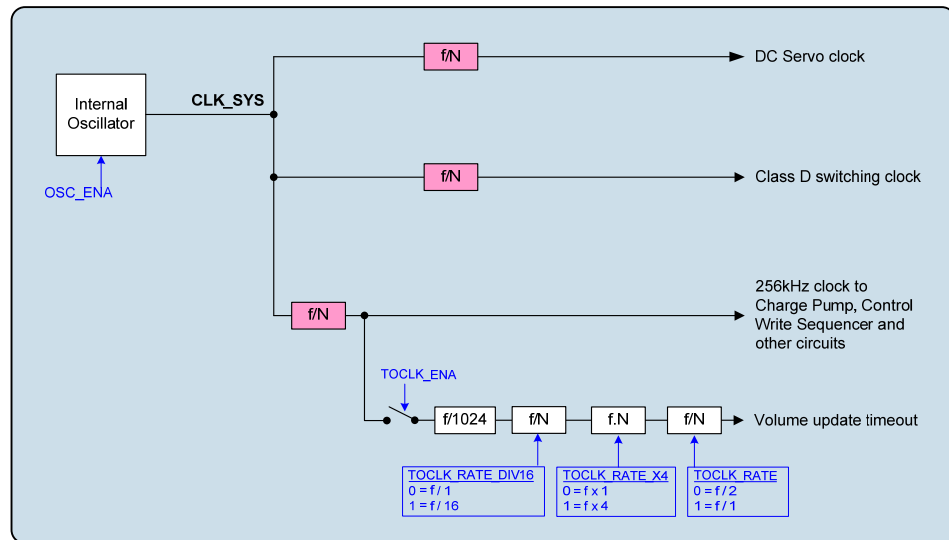 f/N
DC Servo clock
Internal
Oscillator
CLK_SYS
OSC_ENA
f/N
Class D switching clock
f/N
256kHz clock to
Charge Pump, Control
Write Sequencer and
other circuits
TOCLK_ENA
f/1024
f/N
f.N
f/N
Volume update timeout
TOCLK_RATE_DIV16
0 = f / 1
1 = f / 16
TOCLK_RATE_X4
0 = f x 1
1 = f x 4
TOCLK_RATE
0 = f / 2
1 = f / 1